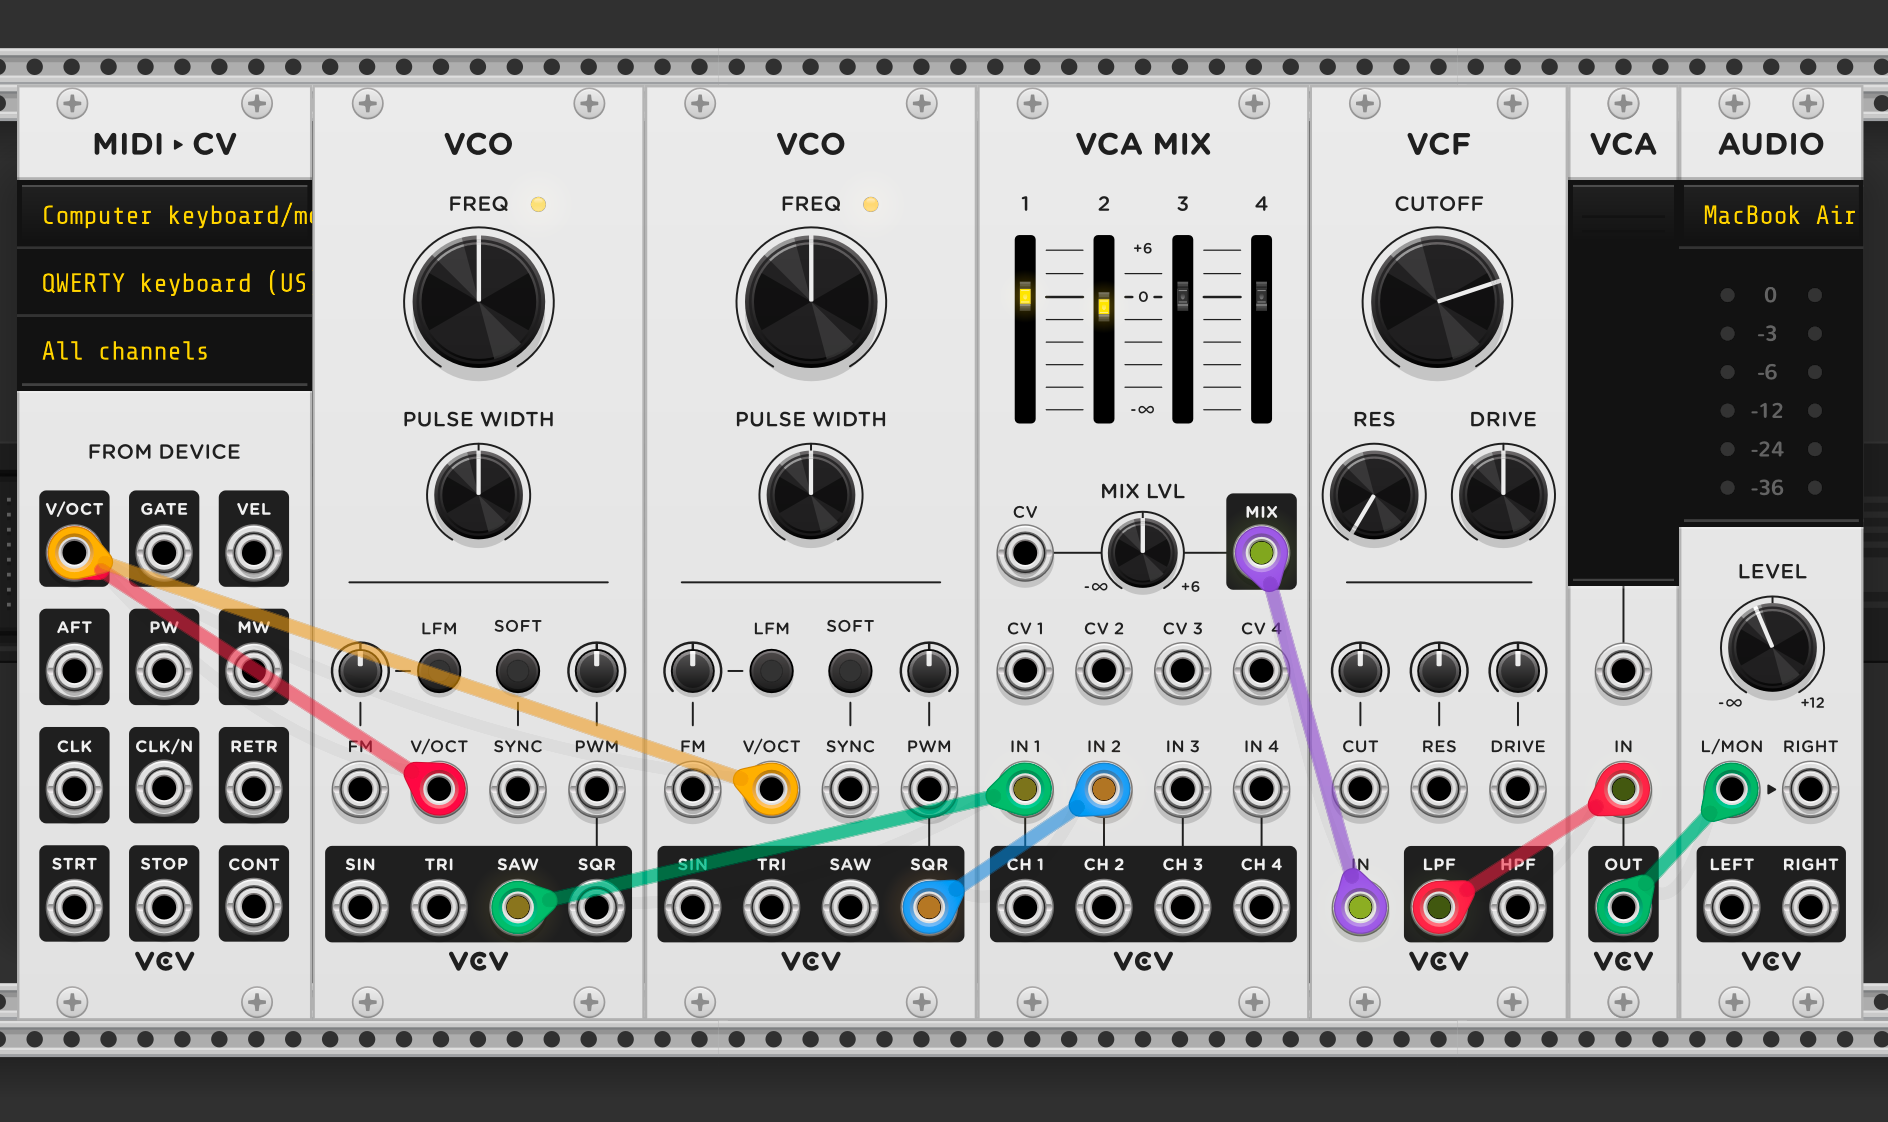 MIDI ▸ CV
Computer keyboard/mo
QWERTY keyboard (US
All channels
FROM DEVICE
V/OCT GATE VEL
AFT PW MW
CLK CLK/N RETR
STRT STOP CONT
VCV
VCO
FREQ
PULSE WIDTH
LFM SOFT
FM V/OCT SYNC PWM
SIN TRI SAW SQR
VCV
VCO
FREQ
PULSE WIDTH
LFM SOFT
FM V/OCT SYNC PWM
SIN TRI SAW SQR
VCV
VCA MIX
1 2 3 4
+6
0
-∞
CV MIX LVL MIX
-∞ +6
CV 1 CV 2 CV 3 CV 4
IN 1 IN 2 IN 3 IN 4
CH 1 CH 2 CH 3 CH 4
VCV
VCF
CUTOFF
RES DRIVE
CUT RES DRIVE
IN LPF HPF
VCV
VCA
IN
OUT
VCV
AUDIO
MacBook Air
0
-3
-6
-12
-24
-36
LEVEL
-∞ +12
L/MON RIGHT
LEFT RIGHT
VCV